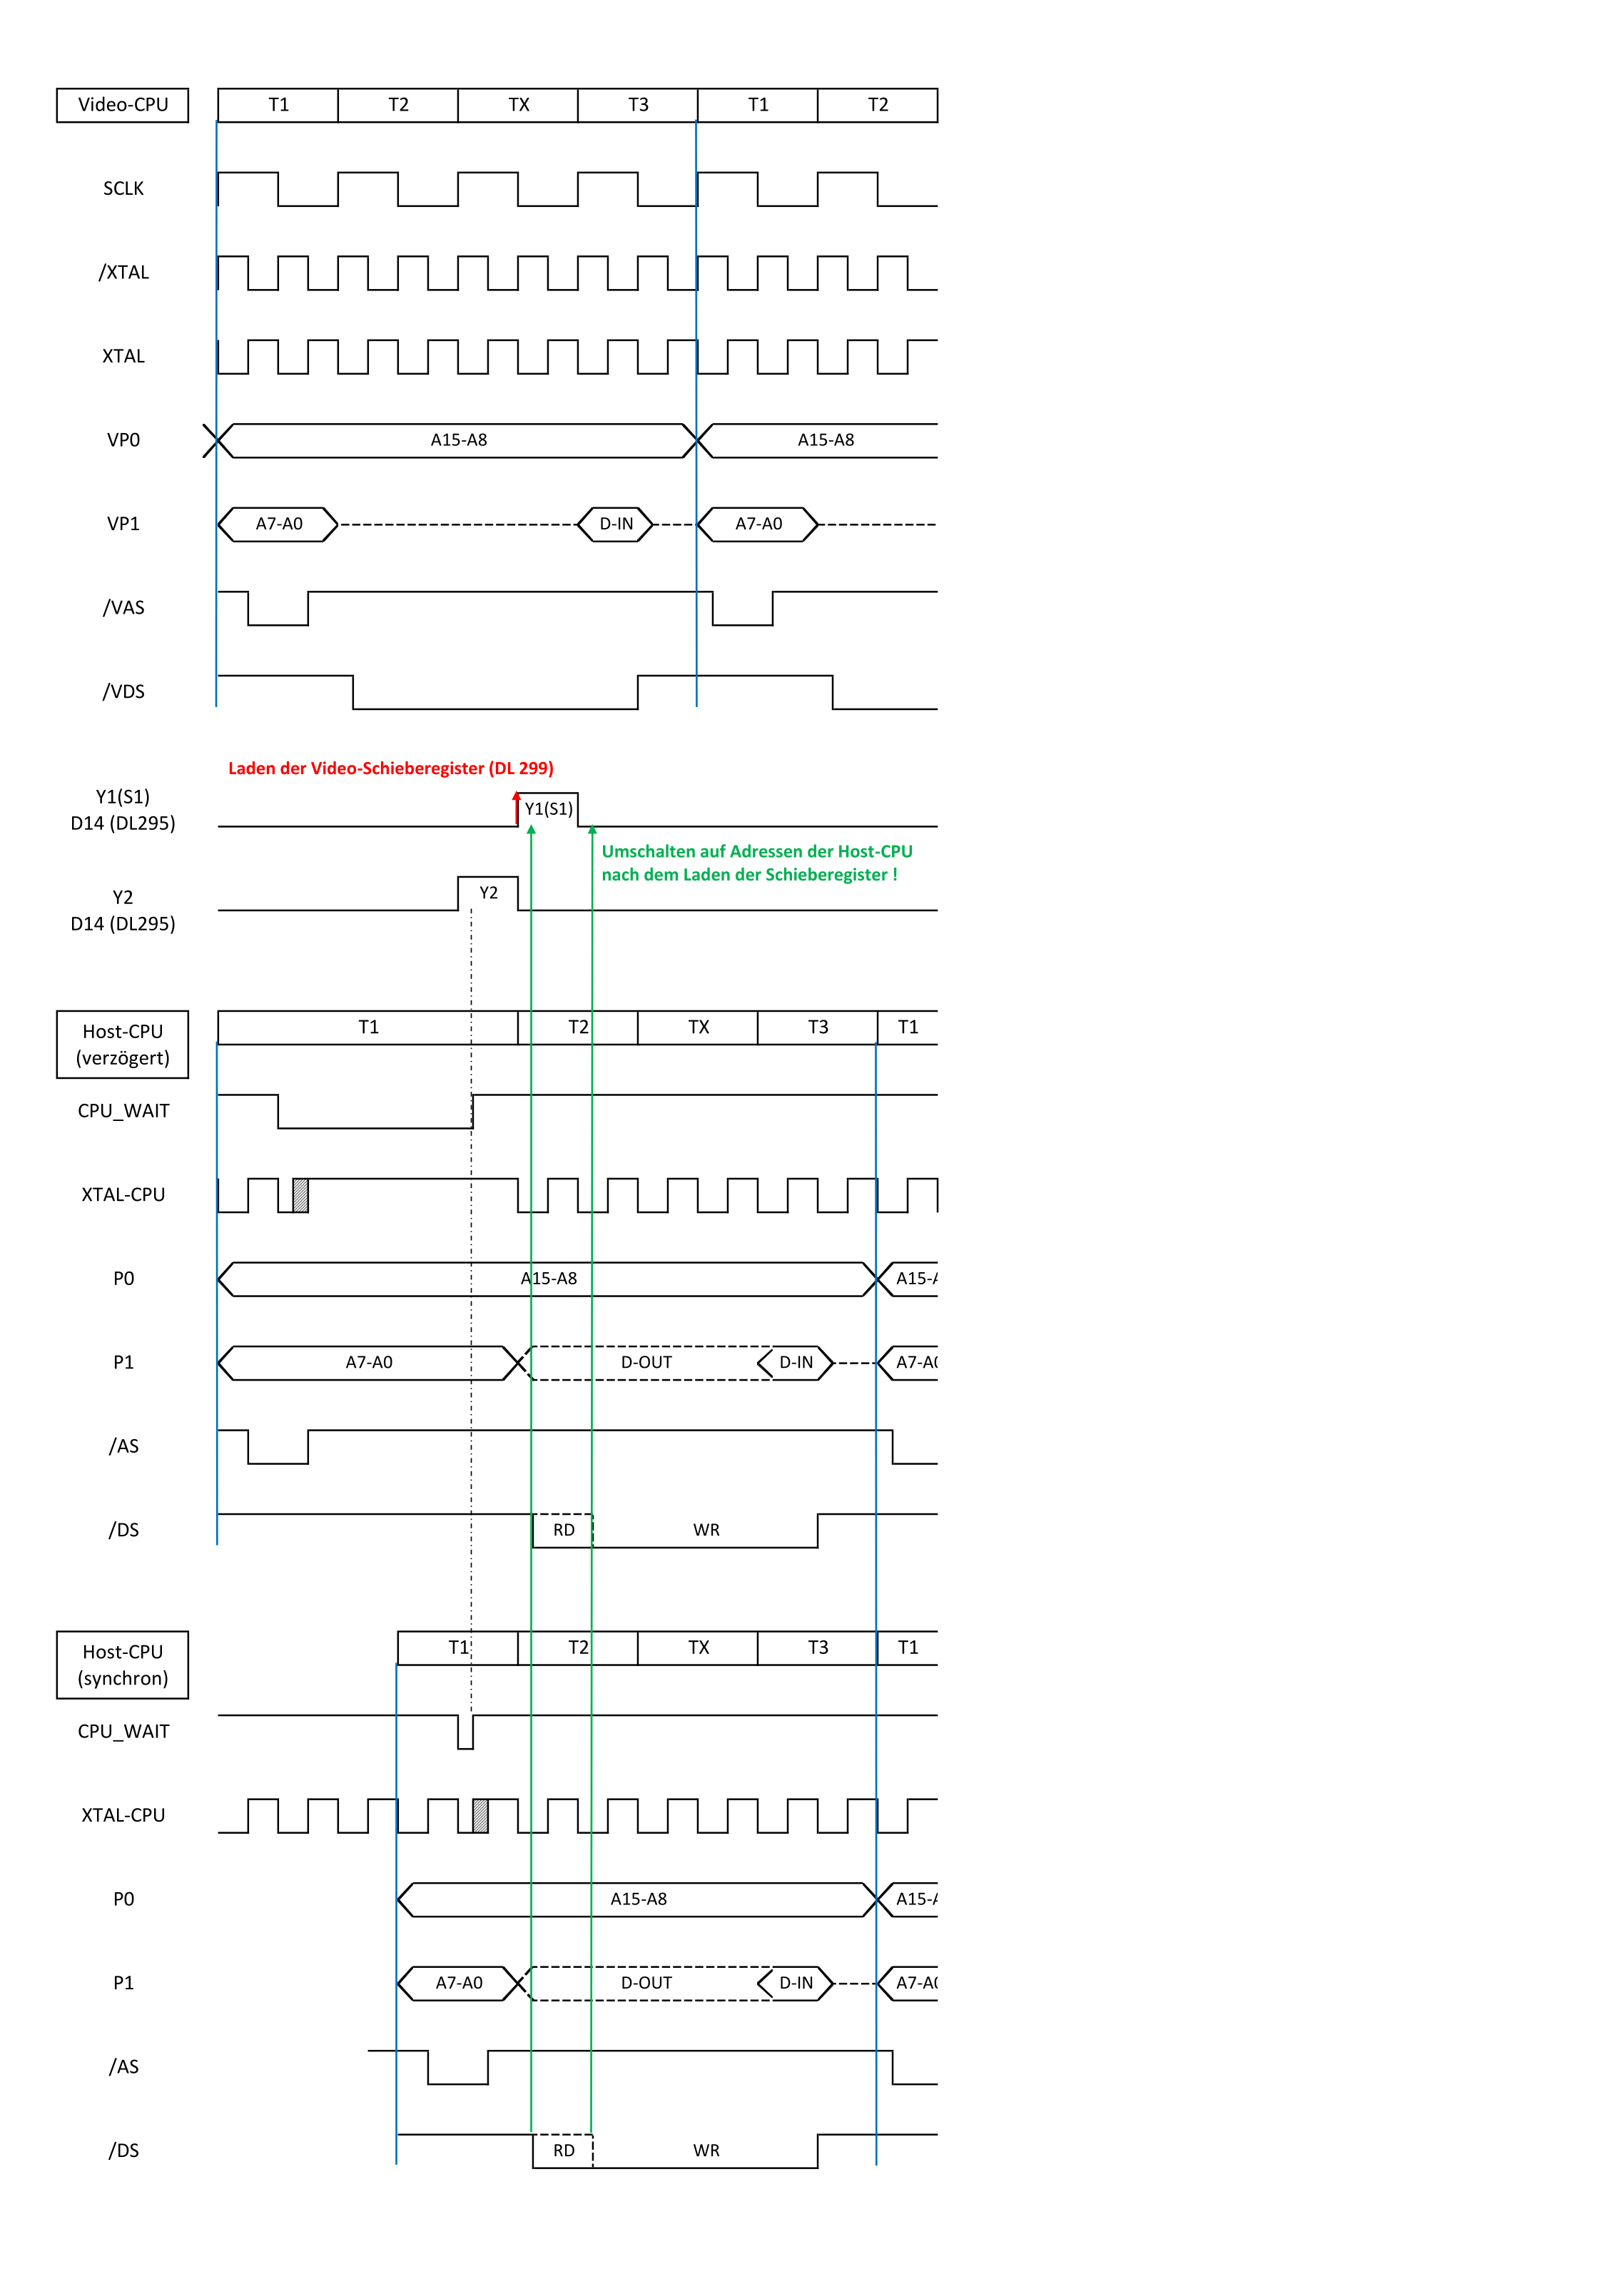 Video-CPU T1 T2 TX T3 T1 T2
SCLK
/XTAL
XTAL
VP0 A15-A8 A15-A8
VP1 A7-A0 D-IN A7-A0
/VAS
/VDS
Laden der Video-Schieberegister (DL 299)
Y1(S1) Y1(S1)
D14 (DL295)
Umschalten auf Adressen der Host-CPU
nach dem Laden der Schieberegister !
Y2 Y2
D14 (DL295)
Host-CPU T1 T2 TX T3 T1
(verzögert)
CPU_WAIT
XTAL-CPU
P0 A15-A8 A15-A
P1 A7-A0 D-OUT D-IN A7-A0
/AS
/DS RD WR
Host-CPU T1 T2 TX T3 T1
(synchron)
CPU_WAIT
XTAL-CPU
P0 A15-A8 A15-A
P1 A7-A0 D-OUT D-IN A7-A0
/AS
/DS RD WR